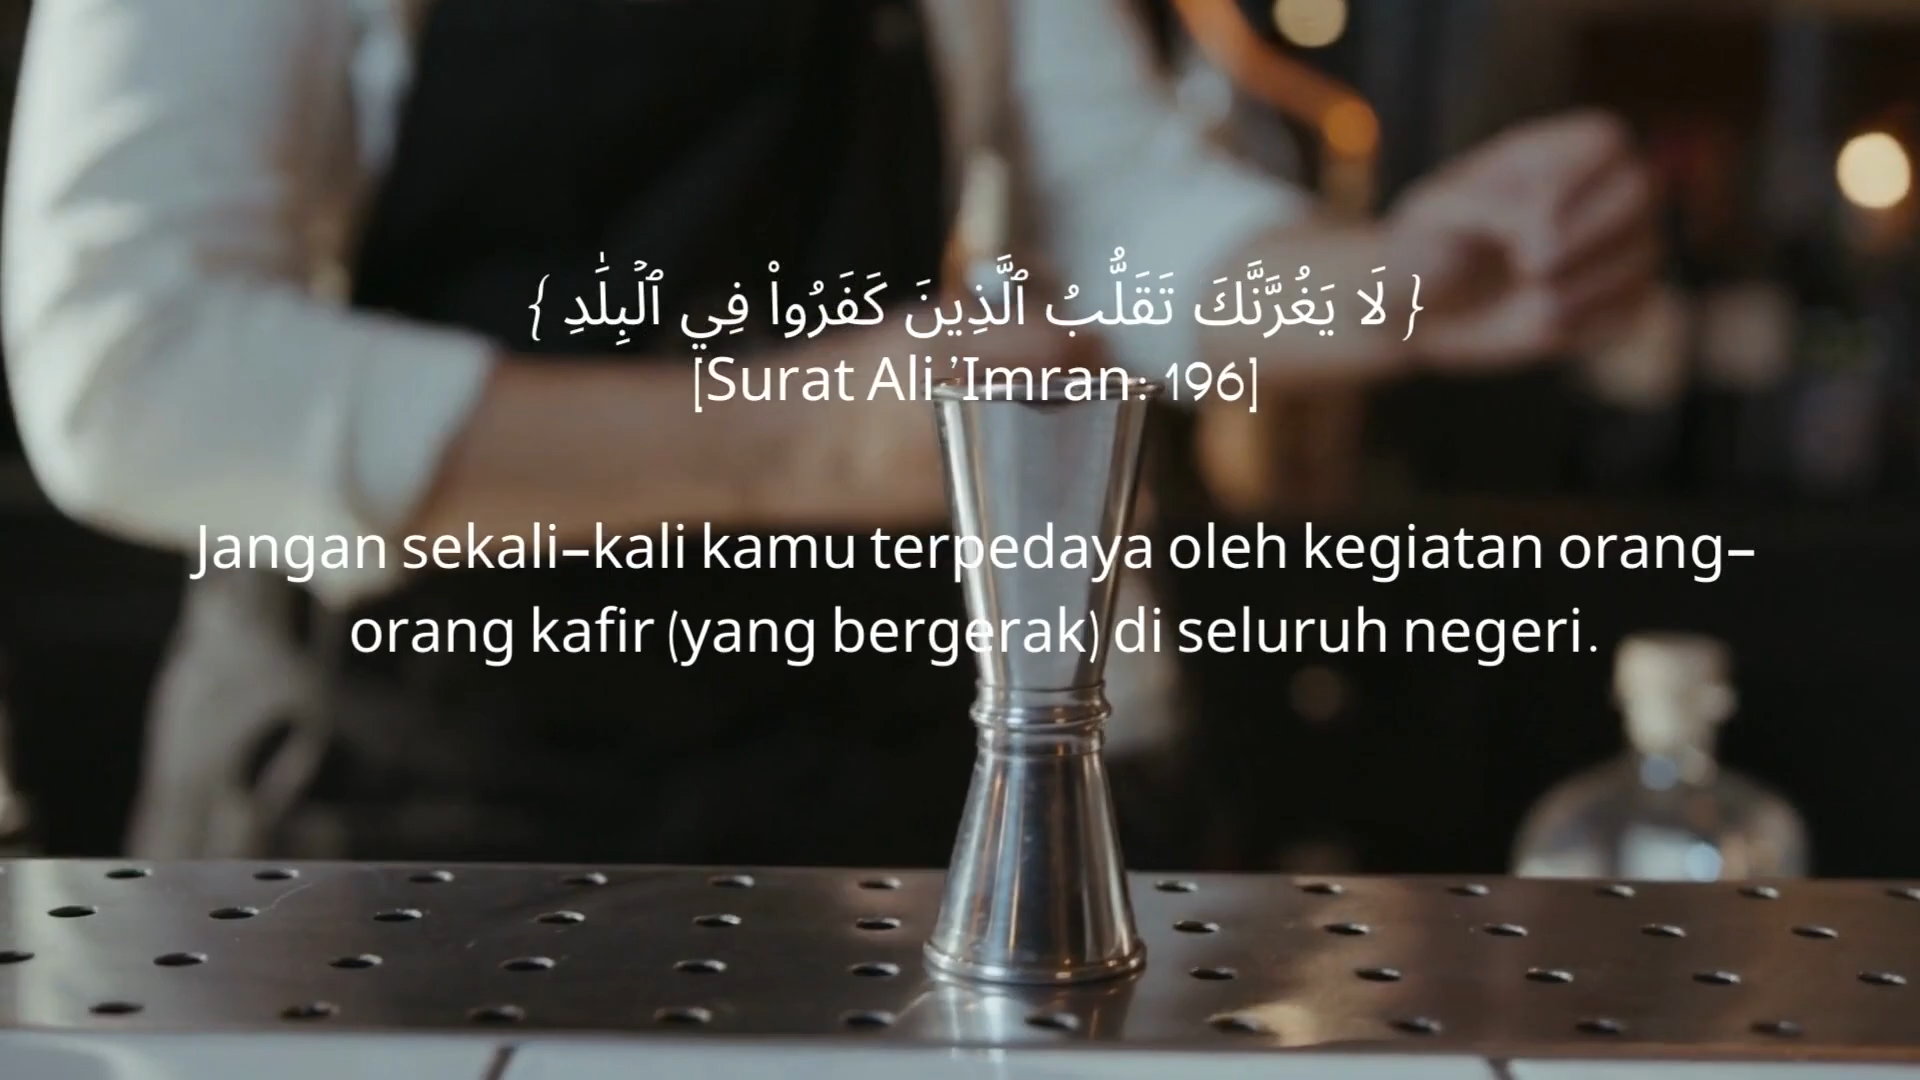 { لَا يَغُرَّنَّكَ تَقَلُّبُ ٱلَّذِينَ كَفَرُواْ فِي ٱلۡبِلَٰدِ }
[Surat Ali 'Imran: 196]
Jangan sekali-kali kamu terpedaya oleh kegiatan orang-
orang kafir (yang bergerak) di seluruh negeri.